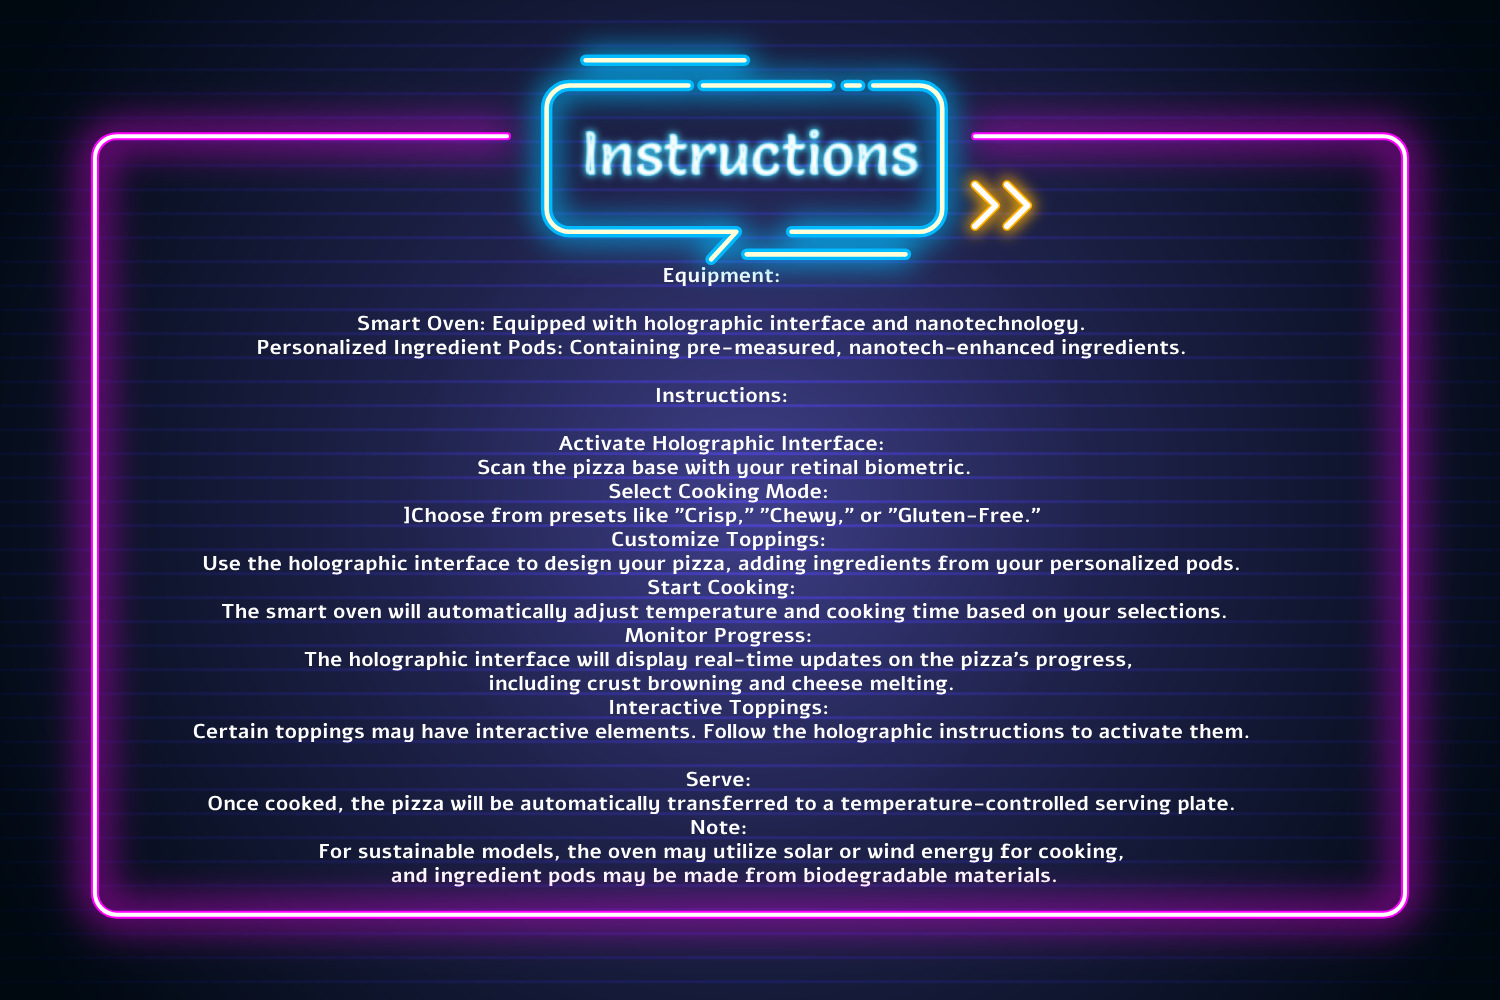 Instructions
Equipment:
Smart Oven: Equipped with holographic interface and nanotechnology.
Personalized Ingredient Pods: Containing pre-measured, nanotech-enhanced ingredients.
Instructions:
Activate Holographic Interface:
Scan the pizza base with your retinal biometric.
Select Cooking Mode:
]Choose from presets like ”Crisp,” ”Chewy,” or ”Gluten-Free.”
Customize Toppings:
Use the holographic interface to design your pizza, adding ingredients from your personalized pods.
Start Cooking:
The smart oven will automatically adjust temperature and cooking time based on your selections.
Monitor Progress:
The holographic interface will display real-time updates on the pizza’s progress,
including crust browning and cheese melting.
Interactive Toppings:
Certain toppings may have interactive elements. Follow the holographic instructions to activate them.
Serve:
Once cooked, the pizza will be automatically transferred to a temperature-controlled serving plate.
Note:
For sustainable models, the oven may utilize solar or wind energy for cooking,
and ingredient pods may be made from biodegradable materials.